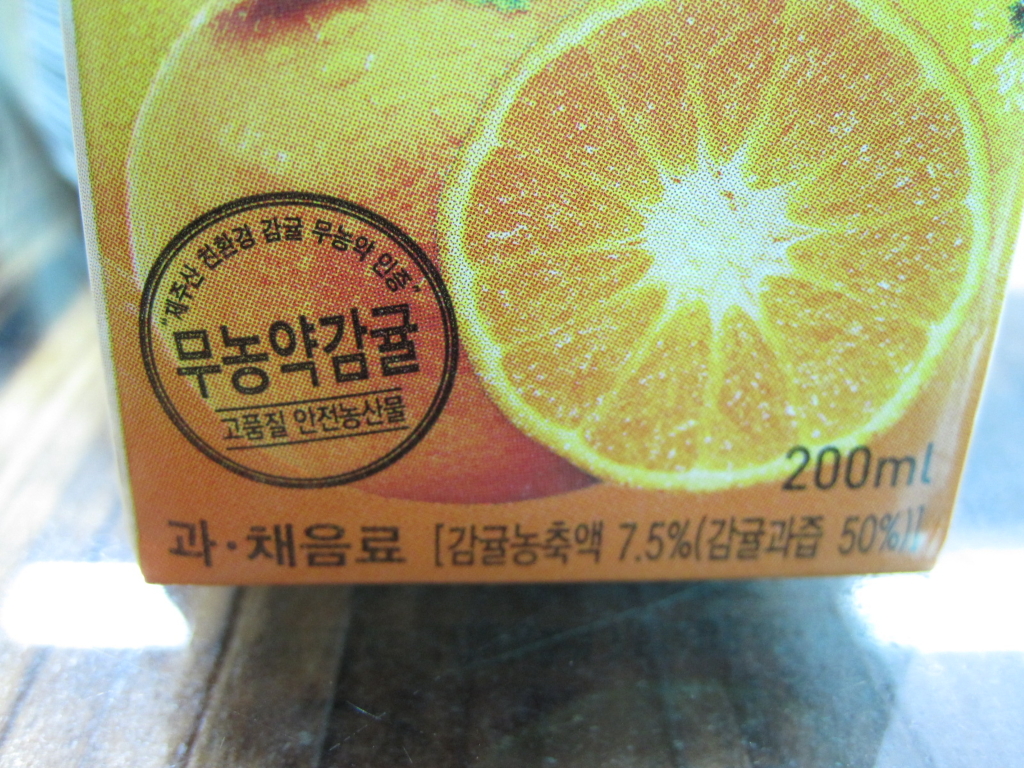 "제주산 친환경 감귤 무농약 인증"
무농약감귤
고품질 안전농산물
200ml
과·채음료 [감귤농축액 7.5%(감귤과즙 50%)]